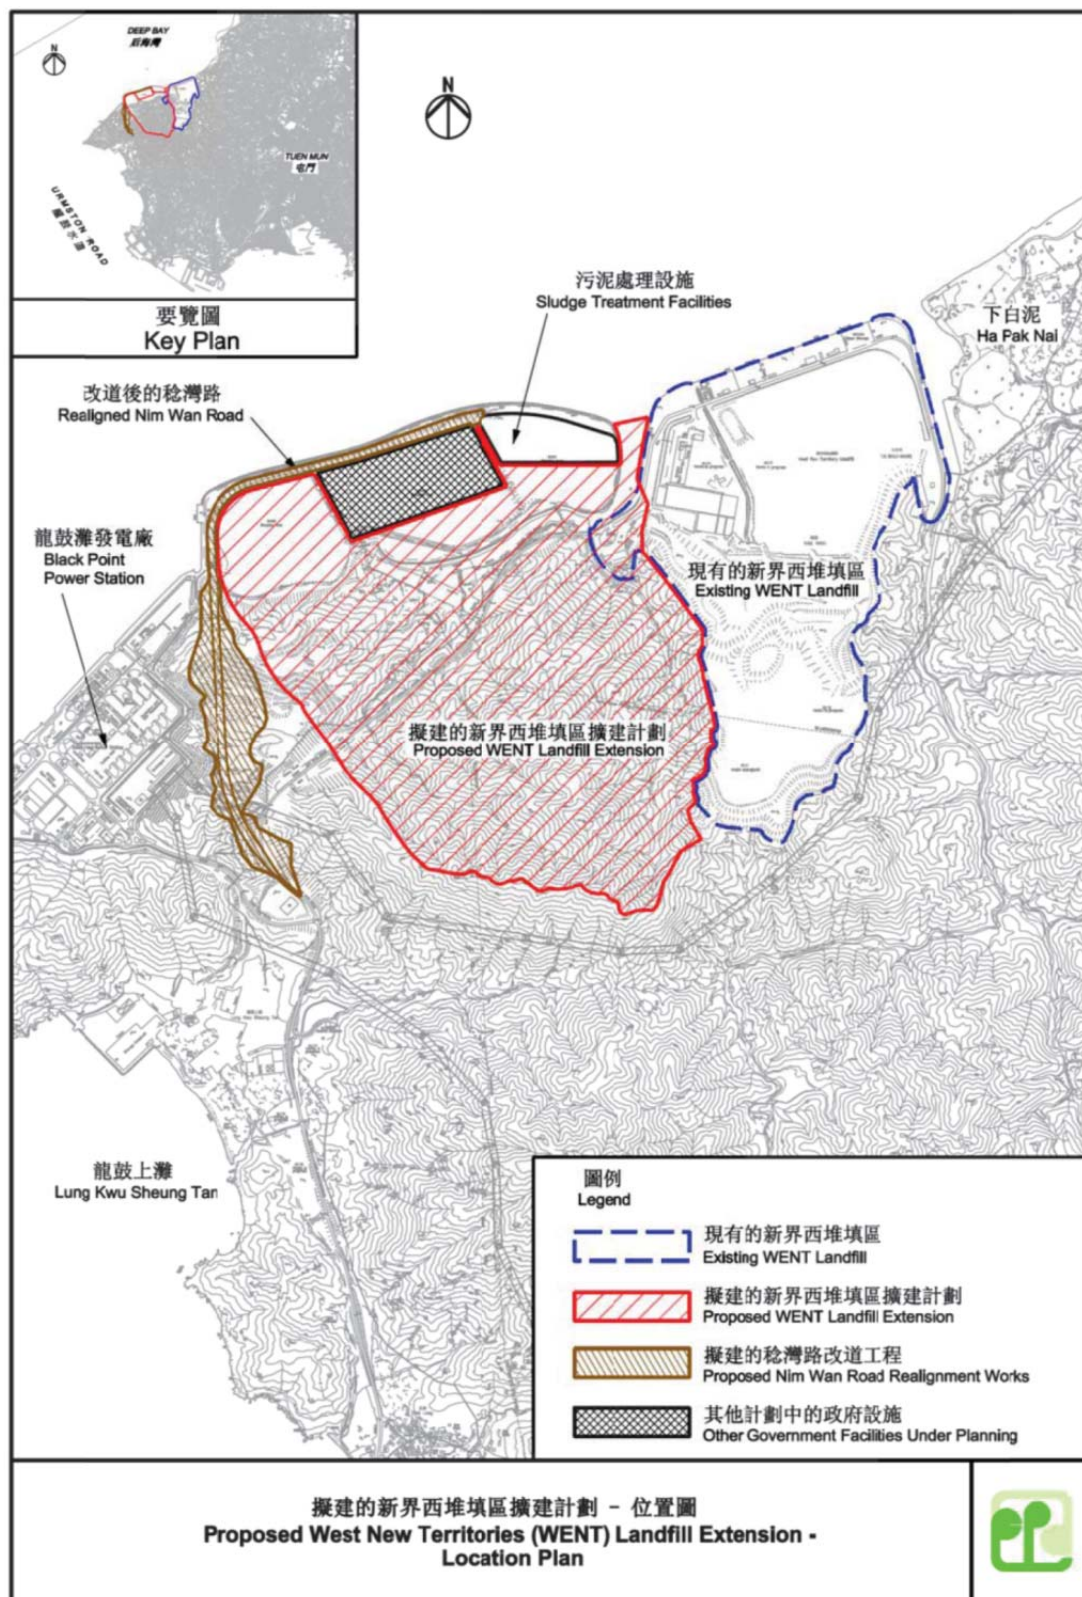 DEEP BAY
后海灣
N
TUEN MUN
屯門
URMSTON ROAD
龍鼓水道
要覽圖
Key Plan
N
污泥處理設施
Sludge Treatment Facilities
下白泥
Ha Pak Nai
改道後的稔灣路
Realigned Nim Wan Road
龍鼓灘發電廠
Black Point
Power Station
現有的新界西堆填區
Existing WENT Landfill
擬建的新界西堆填區擴建計劃
Proposed WENT Landfill Extension
龍鼓上灘
Lung Kwu Sheung Tan
圖例
Legend
現有的新界西堆填區
Existing WENT Landfill
擬建的新界西堆填區擴建計劃
Proposed WENT Landfill Extension
擬建的稔灣路改道工程
Proposed Nim Wan Road Realignment Works
其他計劃中的政府設施
Other Government Facilities Under Planning
擬建的新界西堆填區擴建計劃 - 位置圖
Proposed West New Territories (WENT) Landfill Extension -
Location Plan